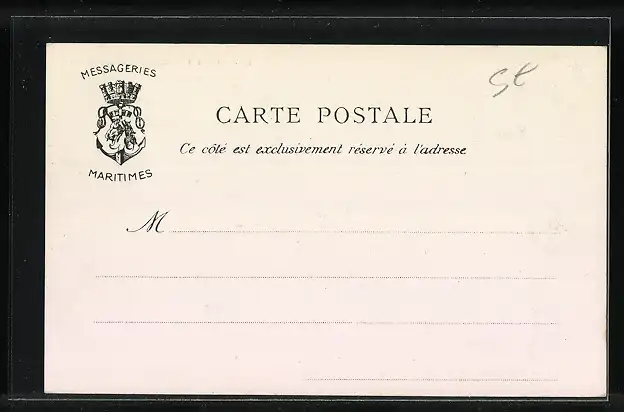 MESSAGERIES
MARITIMES
CARTE POSTALE
Ce côté est exclusivement réservé à l'adresse
M